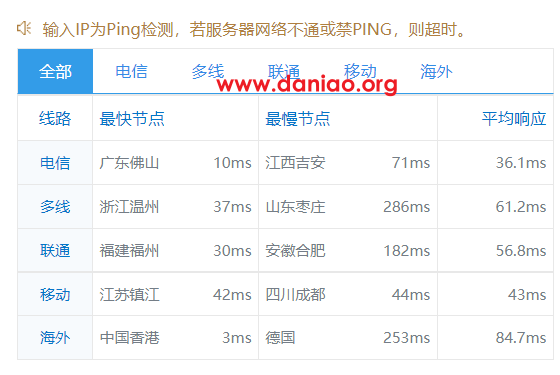 输入IP为Ping检测，若服务器网络不通或禁PING，则超时。
全部 电信 多线 联通 移动 海外
www.daniao.org
线路 最快节点 最慢节点 平均响应
电信 广东佛山 10ms 江西吉安 71ms 36.1ms
多线 浙江温州 37ms 山东枣庄 286ms 61.2ms
联通 福建福州 30ms 安徽合肥 182ms 56.8ms
移动 江苏镇江 42ms 四川成都 44ms 43ms
海外 中国香港 3ms 德国 253ms 84.7ms